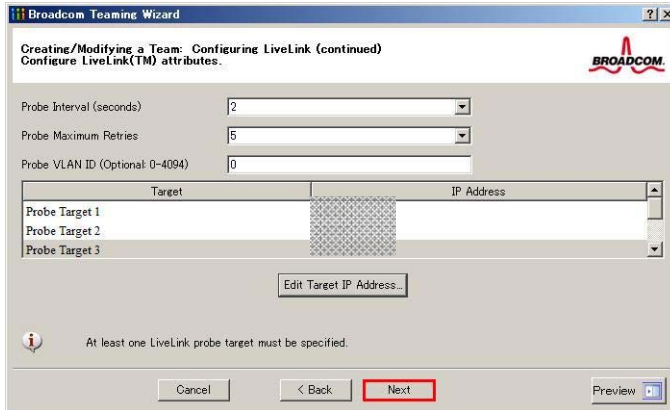 Broadcom Teaming Wizard
Creating/Modifying a Team: Configuring LiveLink (continued)
Configure LiveLink(TM) attributes.
BROADCOM.
Probe Interval (seconds)
2
Probe Maximum Retries
5
Probe VLAN ID (Optional: 0-4094)
0
Target IP Address
Probe Target 1
Probe Target 2
Probe Target 3
Edit Target IP Address...
At least one LiveLink probe target must be specified.
Cancel < Back Next Preview